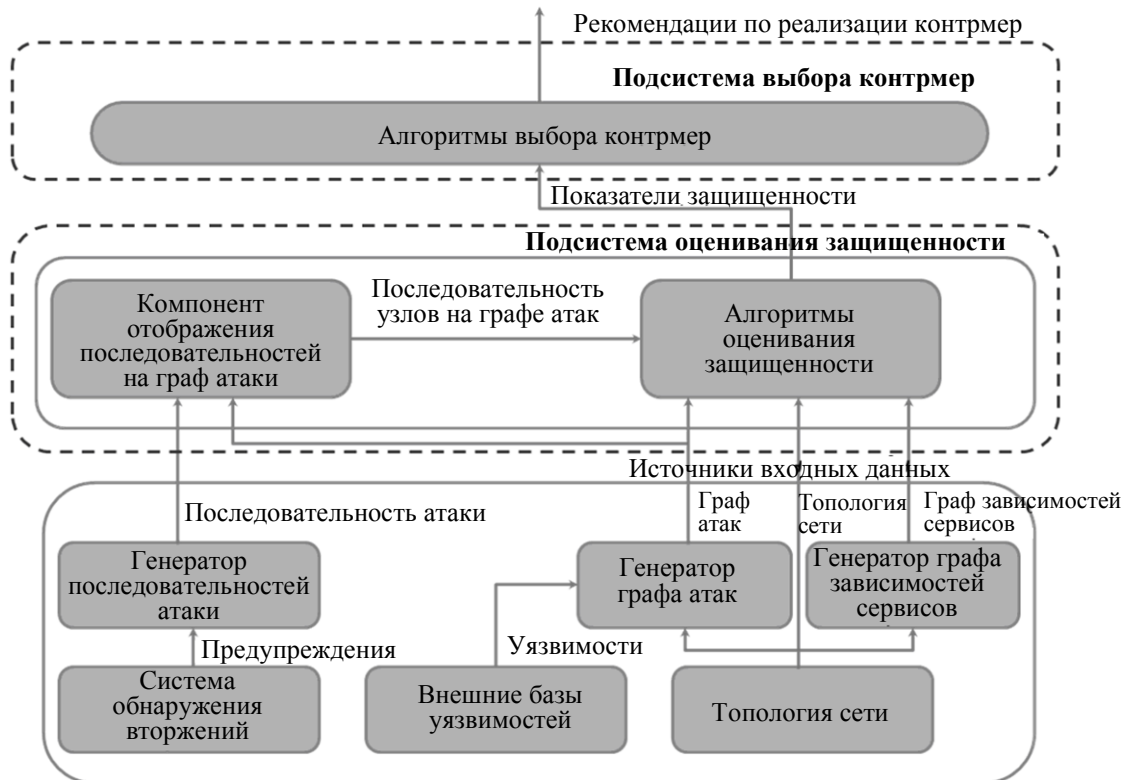 Рекомендации по реализации контрмер
Подсистема выбора контрмер
Алгоритмы выбора контрмер
Показатели защищенности
Подсистема оценивания защищенности
Компонент
отображения
последовательностей
на граф атаки
Последовательность
узлов на графе атак
Алгоритмы
оценивания
защищенности
Источники входных данных
Последовательность атаки
Граф
атак
Топология
сети
Граф зависимостей
сервисов
Генератор
последовательностей
атаки
Генератор
графа атак
Генератор графа
зависимостей
сервисов
Предупреждения
Уязвимости
Система
обнаружения
вторжений
Внешние базы
уязвимостей
Топология сети